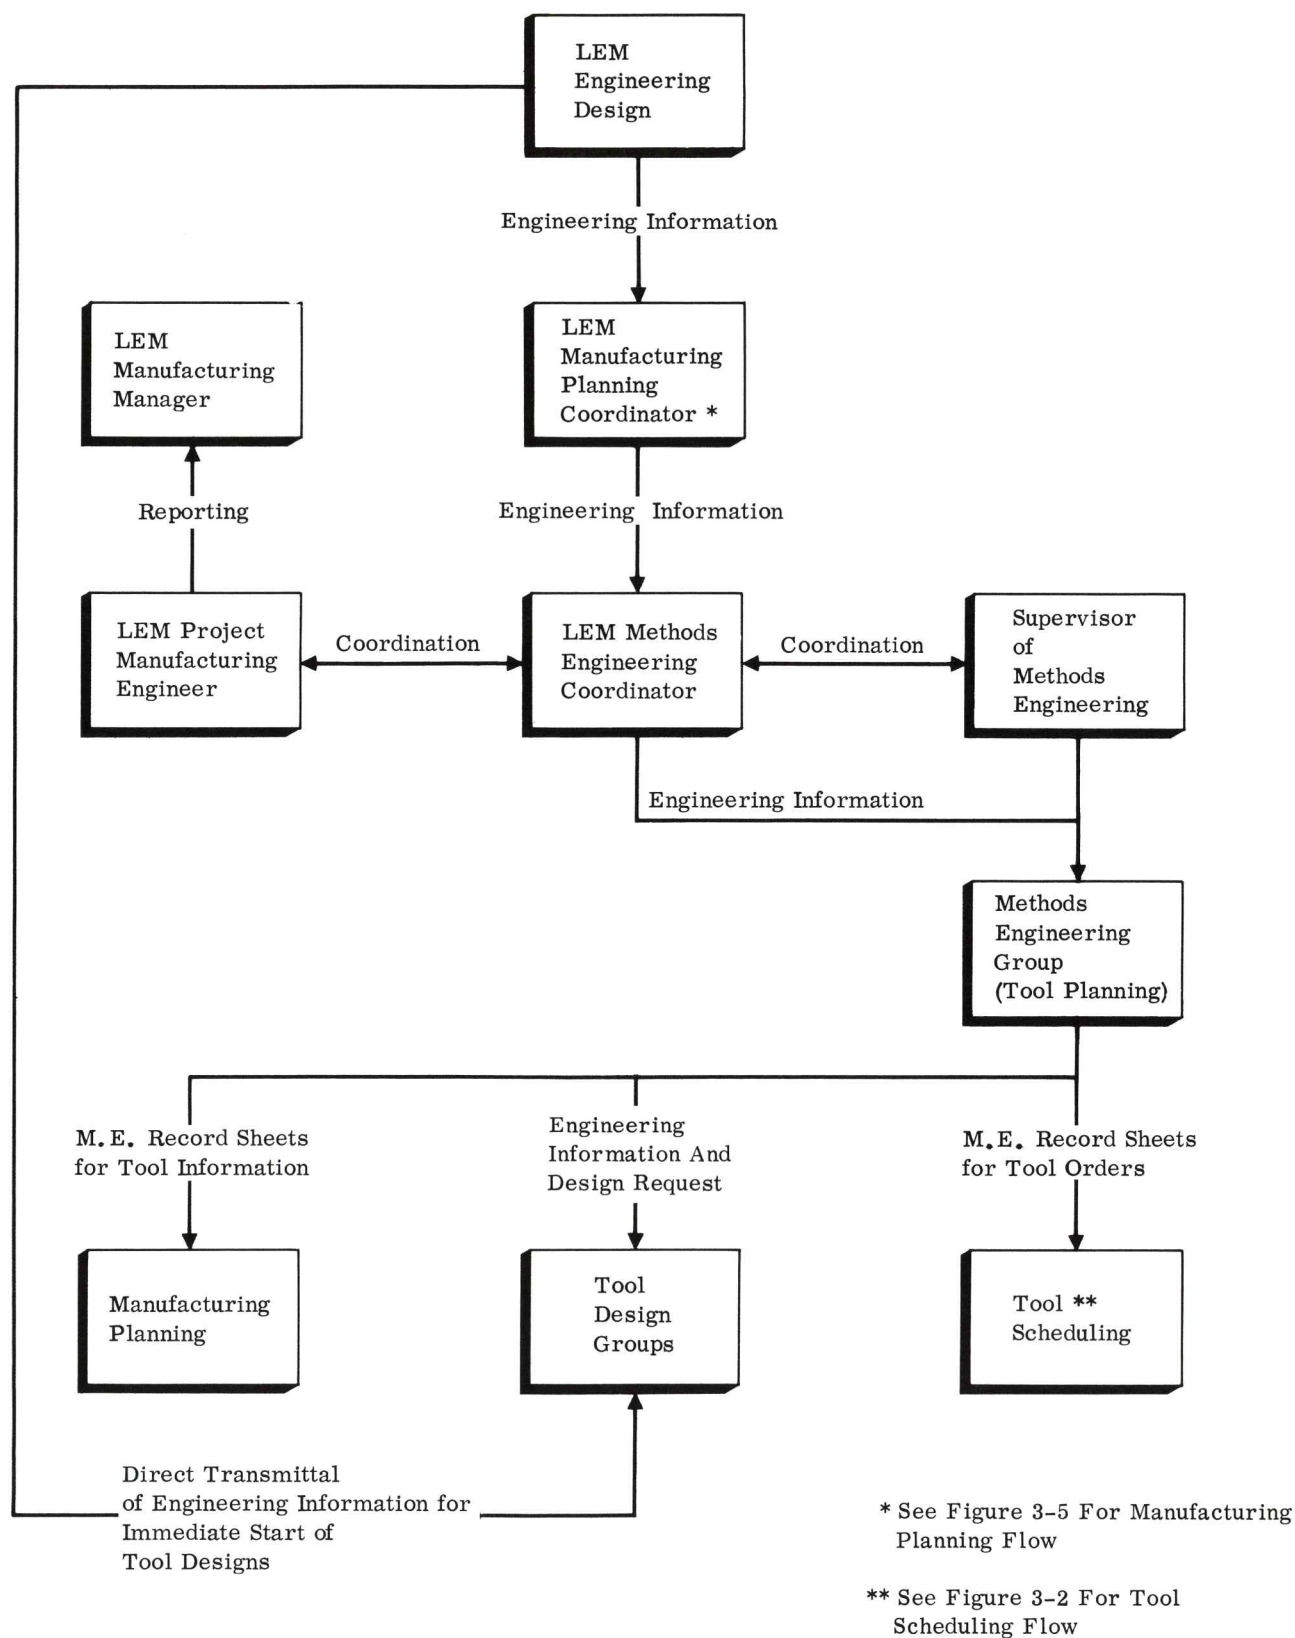 LEM
Engineering
Design
Engineering Information
LEM
Manufacturing
Manager
LEM
Manufacturing
Planning
Coordinator *
Reporting
Engineering Information
LEM Project
Manufacturing
Engineer
Coordination
LEM Methods
Engineering
Coordinator
Coordination
Supervisor
of
Methods
Engineering
Engineering Information
Methods
Engineering
Group
(Tool Planning)
M.E. Record Sheets
for Tool Information
Engineering
Information And
Design Request
M.E. Record Sheets
for Tool Orders
Manufacturing
Planning
Tool
Design
Groups
Tool **
Scheduling
Direct Transmittal
of Engineering Information for
Immediate Start of
Tool Designs
* See Figure 3-5 For Manufacturing
Planning Flow
** See Figure 3-2 For Tool
Scheduling Flow